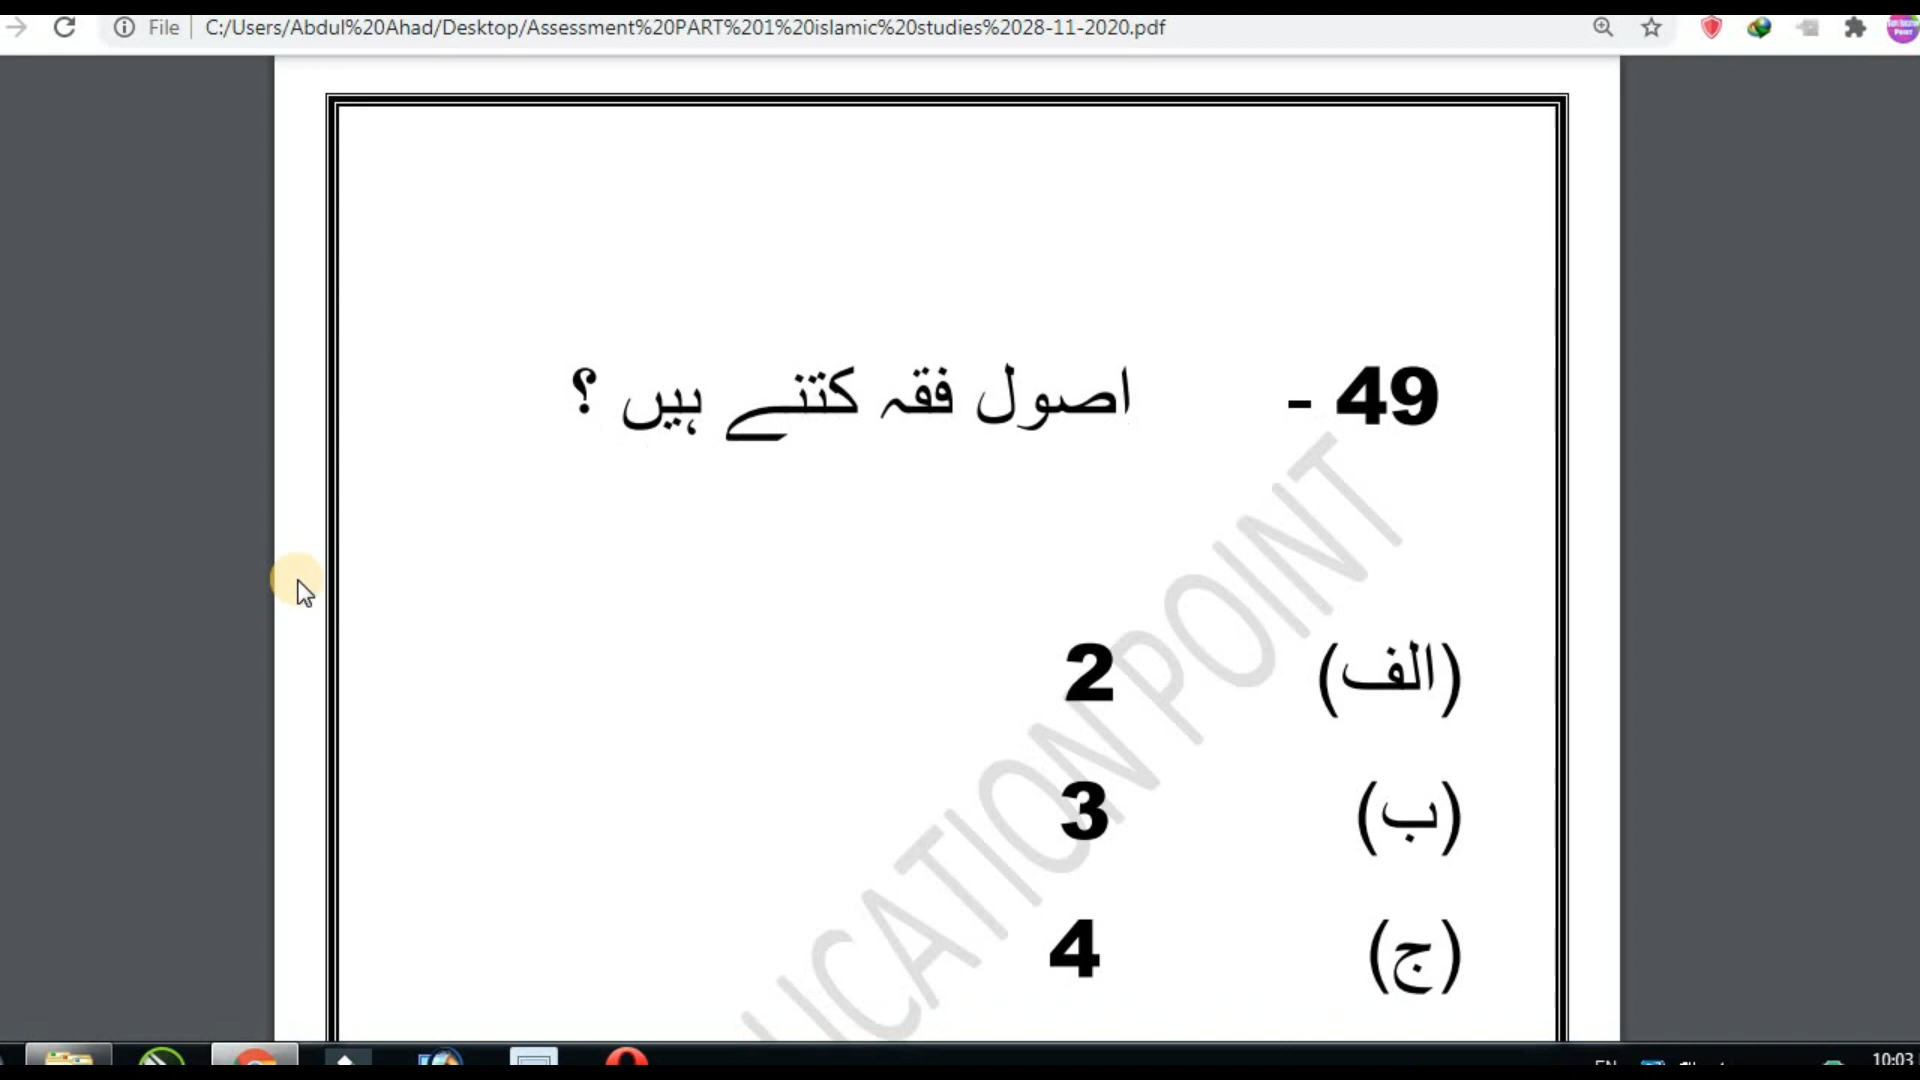 File | C:/Users/Abdul%20Ahad/Desktop/Assessment%20PART%201%20islamic%20studies%2028-11-2020.pdf
49 - اصول فقہ کتنے ہیں ؟
(الف) 2
(ب) 3
(ج) 4
UCATION POINT
10:03